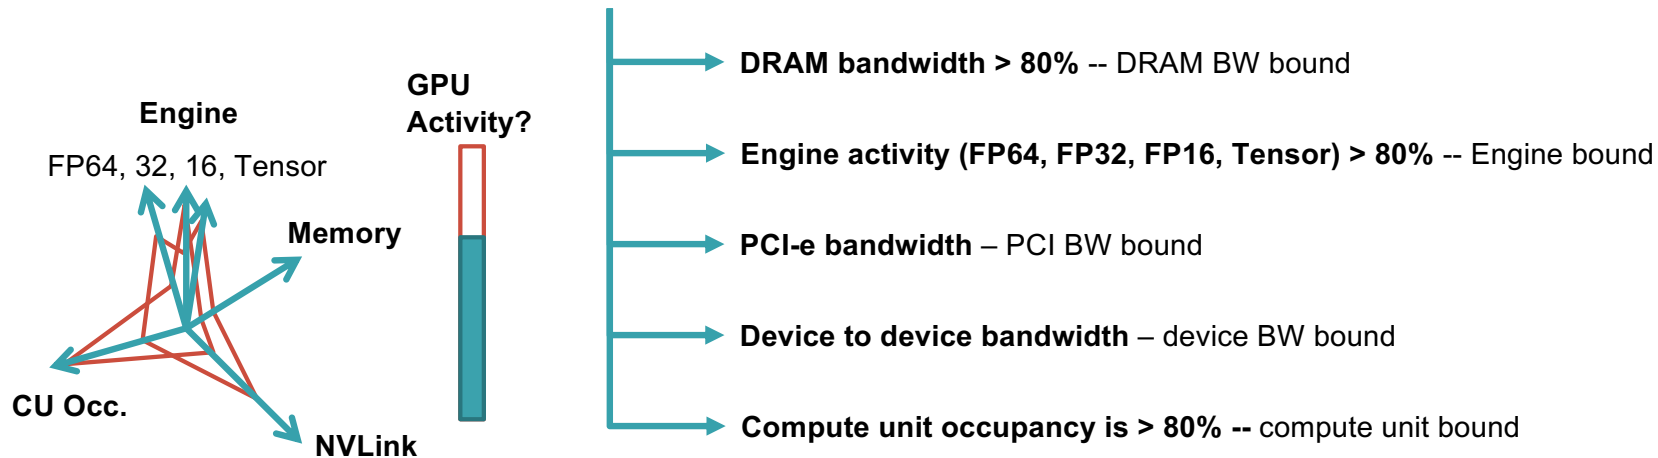 Engine
FP64, 32, 16, Tensor
Memory
CU Occ.
NVLink
GPU
Activity?
DRAM bandwidth > 80% -- DRAM BW bound
Engine activity (FP64, FP32, FP16, Tensor) > 80% -- Engine bound
PCI-e bandwidth – PCI BW bound
Device to device bandwidth – device BW bound
Compute unit occupancy is > 80% -- compute unit bound